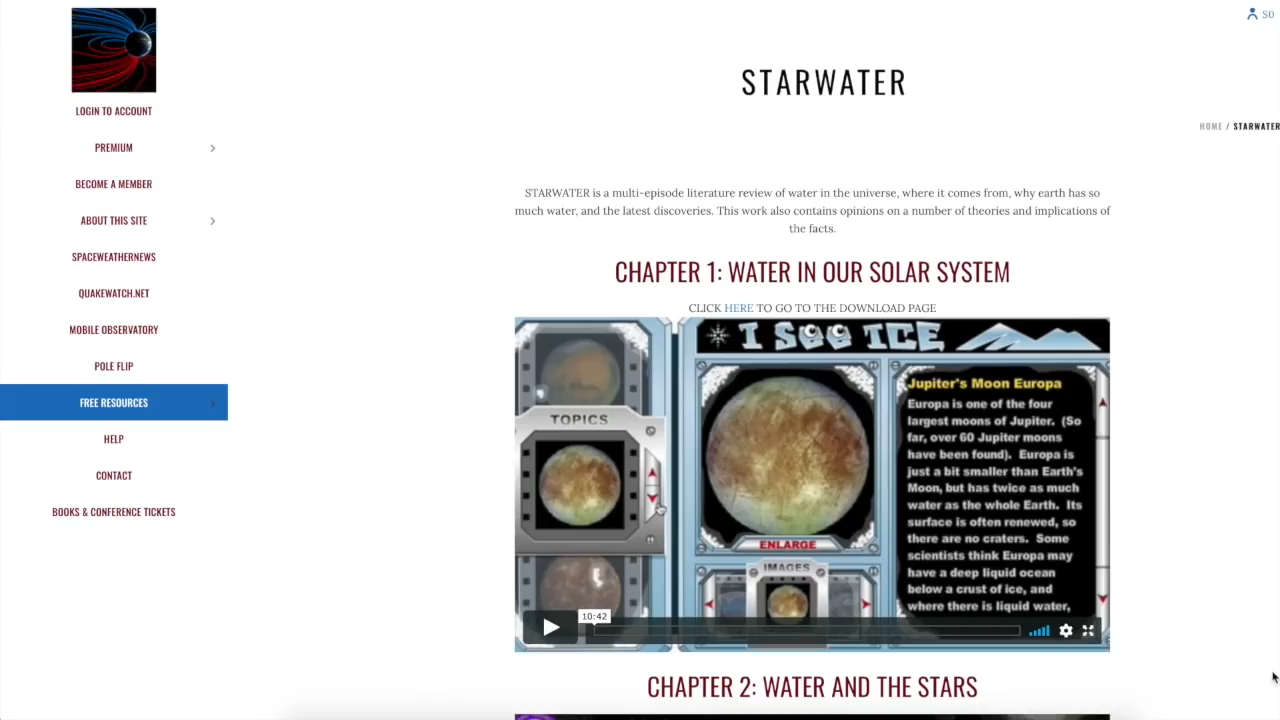 S0
LOGIN TO ACCOUNT
PREMIUM
BECOME A MEMBER
ABOUT THIS SITE
SPACEWEATHERNEWS
QUAKEWATCH.NET
MOBILE OBSERVATORY
POLE FLIP
FREE RESOURCES
HELP
CONTACT
BOOKS & CONFERENCE TICKETS
STARWATER
HOME / STARWATER
STARWATER is a multi-episode literature review of water in the universe, where it comes from, why earth has so
much water, and the latest discoveries. This work also contains opinions on a number of theories and implications of
the facts.
CHAPTER 1: WATER IN OUR SOLAR SYSTEM
CLICK HERE TO GO TO THE DOWNLOAD PAGE
I See ICE
TOPICS
ENLARGE
IMAGES
Jupiter's Moon Europa
Europa is one of the four
largest moons of Jupiter. (So
far, over 60 Jupiter moons
have been found). Europa is
just a bit smaller than Earth's
Moon, but has twice as much
water as the whole Earth. Its
surface is often renewed, so
there are no craters. Some
scientists think Europa may
have a deep liquid ocean
below a crust of ice, and
where there is liquid water,
10:42
CHAPTER 2: WATER AND THE STARS